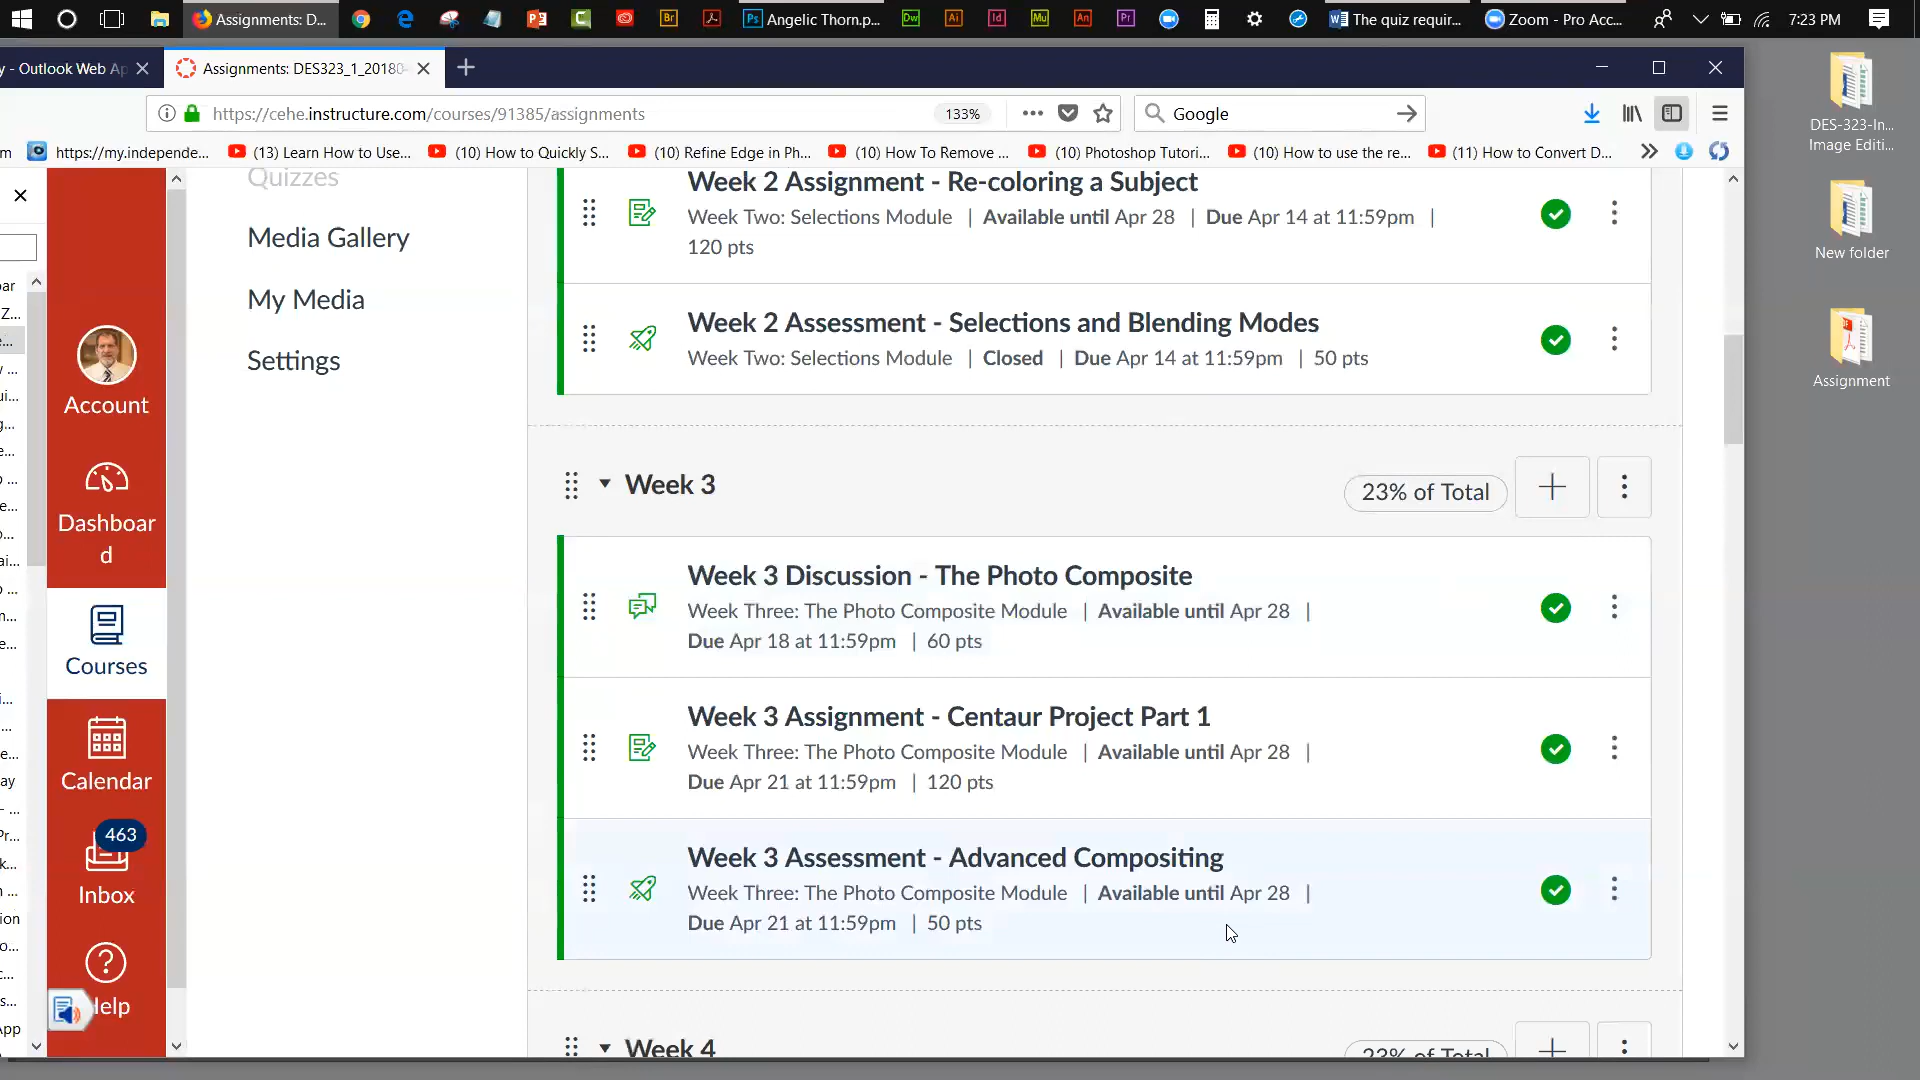 Assignments: D...
Angelic Thorn.p...
The quiz requir...
Zoom - Pro Acc...
7:23 PM
y - Outlook Web Ap
Assignments: DES323_1_20180
https://cehe.instructure.com/courses/91385/assignments
133%
Google
https://my.independe...
(13) Learn How to Use...
(10) How to Quickly S...
(10) Refine Edge in Ph...
(10) How To Remove ...
(10) Photoshop Tutori...
(10) How to use the re...
(11) How to Convert D...
DES-323-In...
Image Editi...
New folder
Assignment
Account
Dashboar
d
Courses
Calendar
463
Inbox
Help
Quizzes
Media Gallery
My Media
Settings
Week 2 Assignment - Re-coloring a Subject
Week Two: Selections Module | Available until Apr 28 | Due Apr 14 at 11:59pm |
120 pts
Week 2 Assessment - Selections and Blending Modes
Week Two: Selections Module | Closed | Due Apr 14 at 11:59pm | 50 pts
Week 3
23% of Total
Week 3 Discussion - The Photo Composite
Week Three: The Photo Composite Module | Available until Apr 28 |
Due Apr 18 at 11:59pm | 60 pts
Week 3 Assignment - Centaur Project Part 1
Week Three: The Photo Composite Module | Available until Apr 28 |
Due Apr 21 at 11:59pm | 120 pts
Week 3 Assessment - Advanced Compositing
Week Three: The Photo Composite Module | Available until Apr 28 |
Due Apr 21 at 11:59pm | 50 pts
Week 4
23% of Total